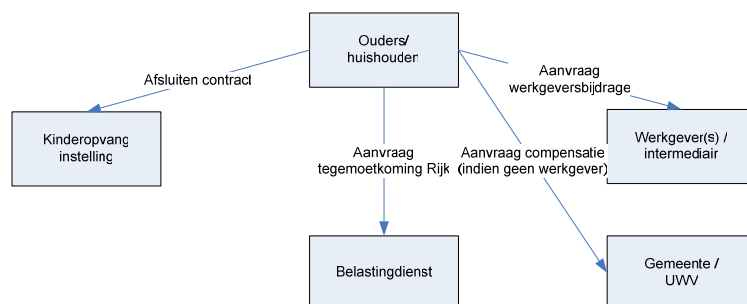 Ouders/
huishouden
Afsluiten contract
Aanvraag
werkgeversbijdrage
Kinderopvang
instelling
Werkgever(s) /
intermediair
Aanvraag
tegemoetkoming Rijk
Aanvraag compensatie
(indien geen werkgever)
Belastingdienst
Gemeente /
UWV